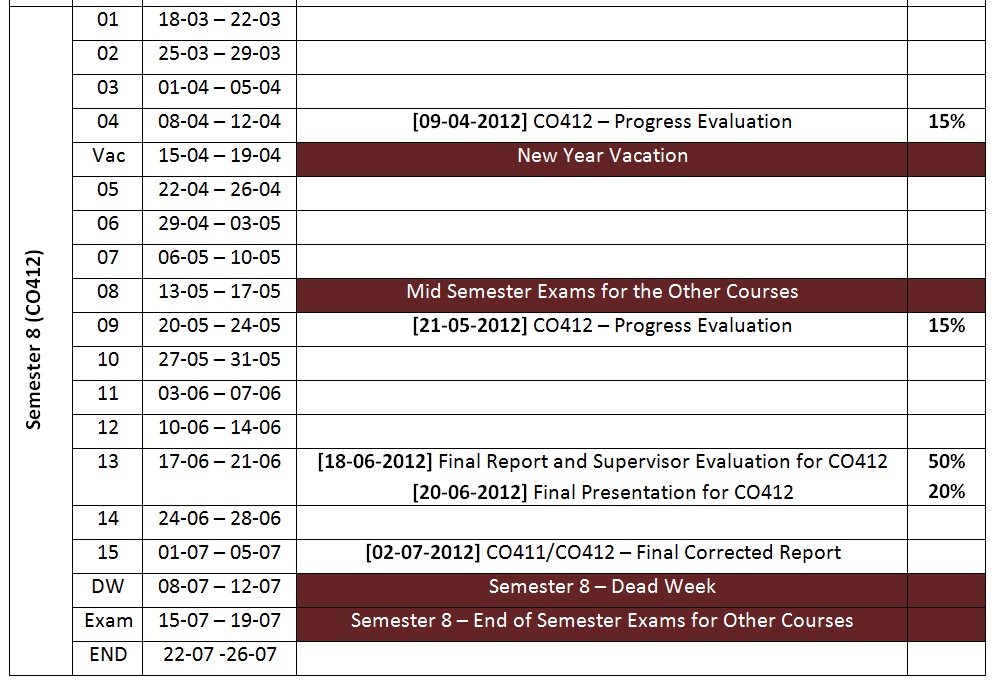 Semester 8 (CO412)
01 18-03 – 22-03
02 25-03 – 29-03
03 01-04 – 05-04
04 08-04 – 12-04 [09-04-2012] CO412 – Progress Evaluation 15%
Vac 15-04 – 19-04 New Year Vacation
05 22-04 – 26-04
06 29-04 – 03-05
07 06-05 – 10-05
08 13-05 – 17-05 Mid Semester Exams for the Other Courses
09 20-05 – 24-05 [21-05-2012] CO412 – Progress Evaluation 15%
10 27-05 – 31-05
11 03-06 – 07-06
12 10-06 – 14-06
13 17-06 – 21-06 [18-06-2012] Final Report and Supervisor Evaluation for CO412 50%
[20-06-2012] Final Presentation for CO412 20%
14 24-06 – 28-06
15 01-07 – 05-07 [02-07-2012] CO411/CO412 – Final Corrected Report
DW 08-07 – 12-07 Semester 8 – Dead Week
Exam 15-07 – 19-07 Semester 8 – End of Semester Exams for Other Courses
END 22-07 -26-07